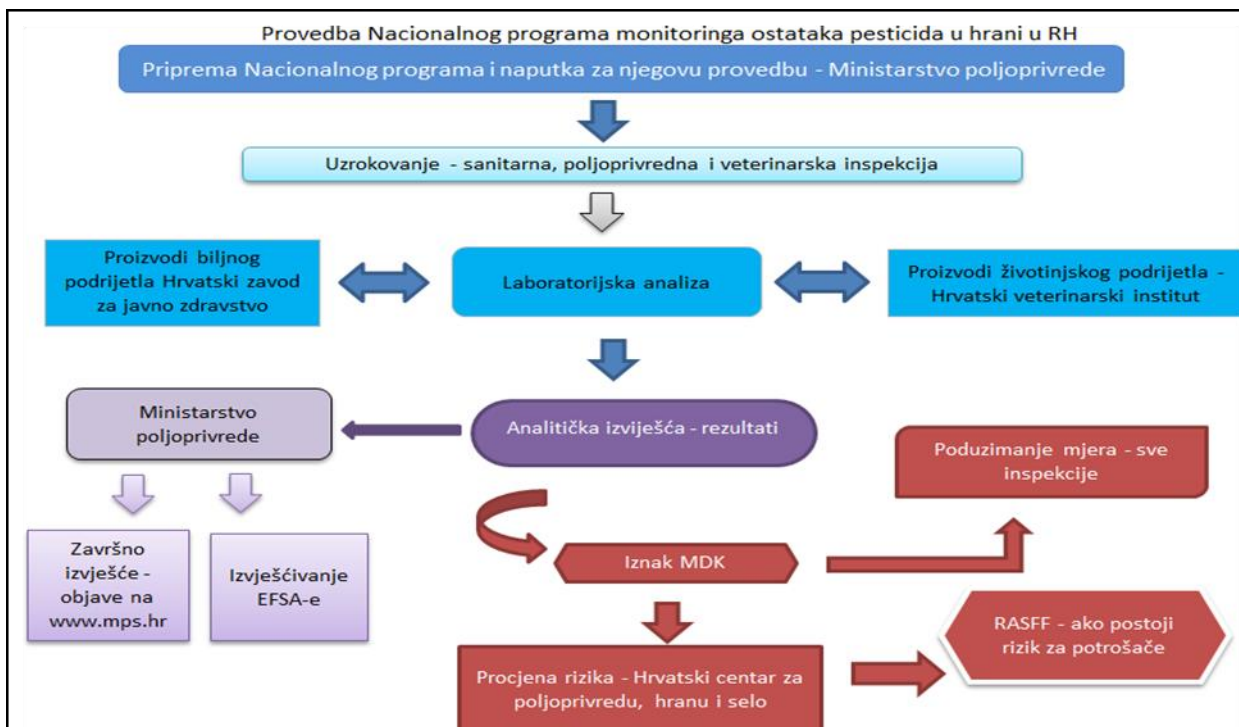 Provedba Nacionalnog programa monitoringa ostataka pesticida u hrani u RH
Priprema Nacionalnog programa i naputka za njegovu provedbu - Ministarstvo poljoprivrede
Uzrokovanje - sanitarna, poljoprivredna i veterinarska inspekcija
Proizvodi biljnog
podrijetla Hrvatski zavod
za javno zdravstvo
Laboratorijska analiza
Proizvodi životinjskog podrijetla -
Hrvatski veterinarski institut
Ministarstvo
poljoprivrede
Analitička izviješća - rezultati
Poduzimanje mjera - sve
inspekcije
Završno
izvješće -
objave na
www.mps.hr
Izvješćivanje
EFSA-e
Iznak MDK
RASFF - ako postoji
rizik za potrošače
Procjena rizika - Hrvatski centar za
poljoprivredu, hranu i selo